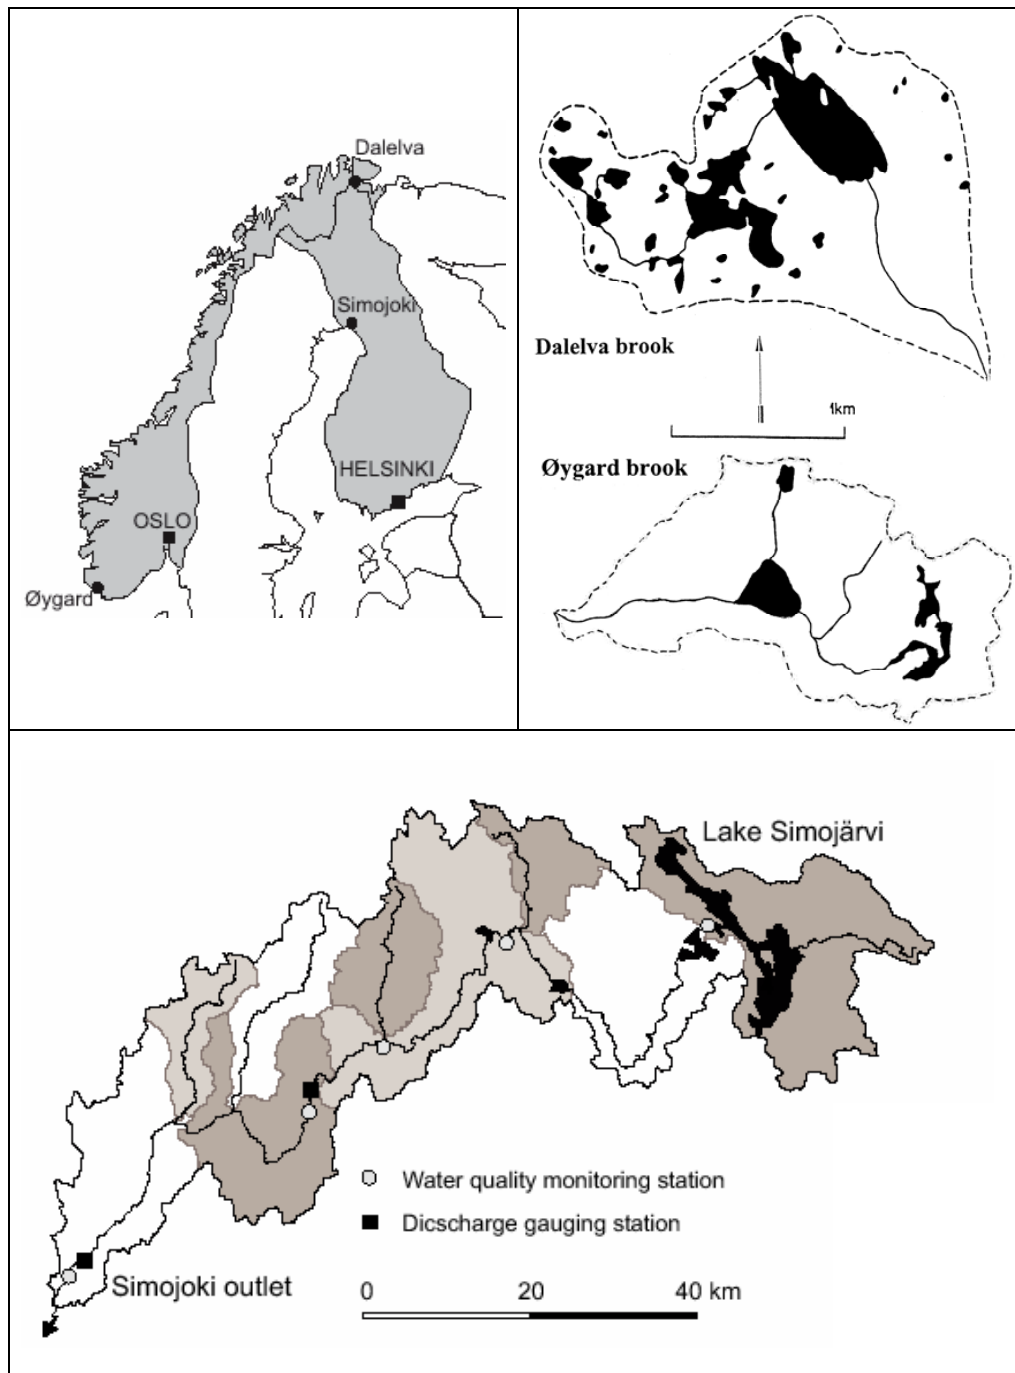 Dalelva
Simojoki
HELSINKI
OSLO
Øygard
Dalelva brook
1km
Øygard brook
Lake Simojärvi
Water quality monitoring station
Dicscharge gauging station
Simojoki outlet
0 20 40 km